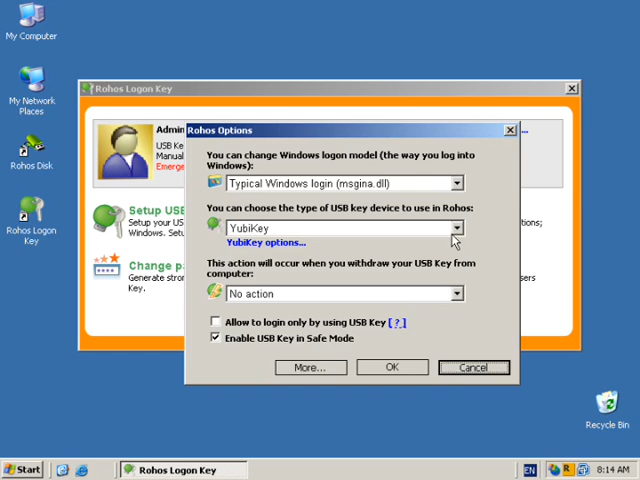 My Computer
My Network
Places
Rohos Disk
Rohos Logon
Key
Recycle Bin
Rohos Logon Key
Admin
USB Ke
Manual
Emerge
Setup USB
Setup your US
Windows. Set
options;
Change pa
Generate stron
Key.
sers
Rohos Options
You can change Windows logon model (the way you log into
Windows):
Typical Windows login (msgina.dll)
You can choose the type of USB key device to use in Rohos:
YubiKey
YubiKey options...
This action will occur when you withdraw your USB Key from
computer:
No action
Allow to login only by using USB Key [ ? ]
Enable USB Key in Safe Mode
More...
OK
Cancel
Start
Rohos Logon Key
EN
8:14 AM